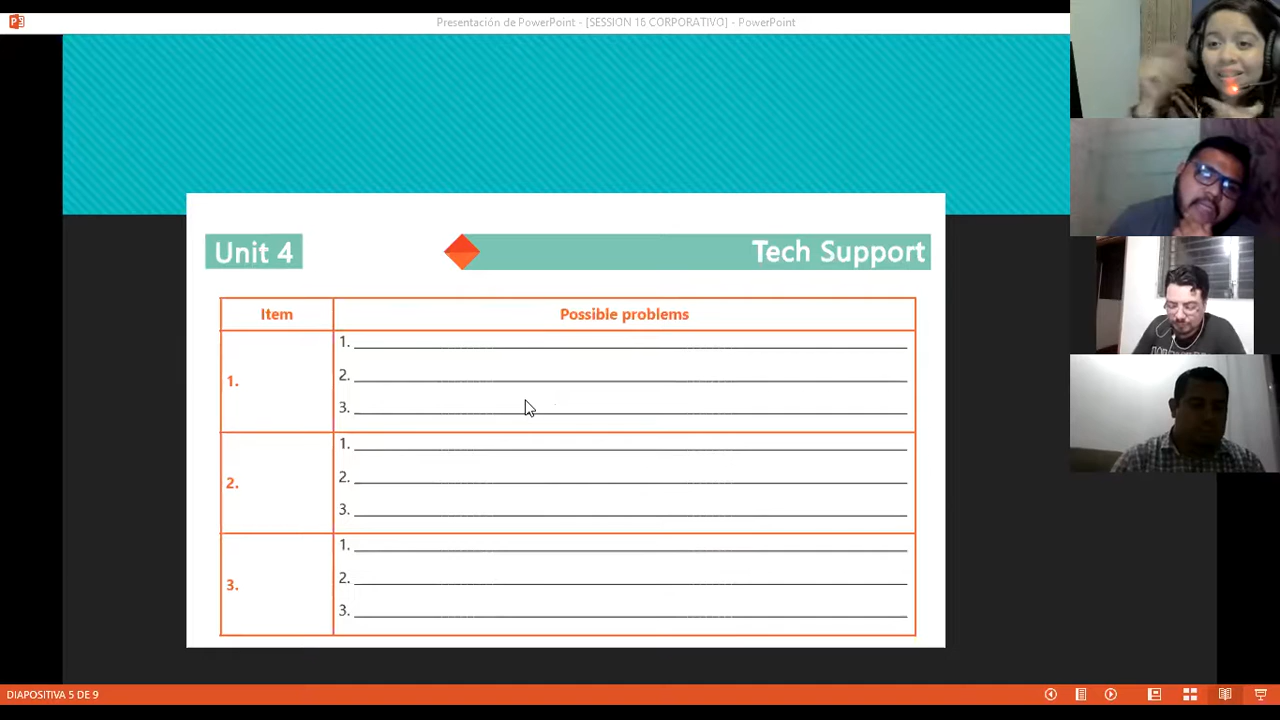 Presentación de PowerPoint - [SESSION 16 CORPORATIVO] - PowerPoint
Unit 4
Tech Support
Item
Possible problems
1.
1.
2.
3.
2.
1.
2.
3.
3.
1.
2.
3.
DIAPOSITIVA 5 DE 9